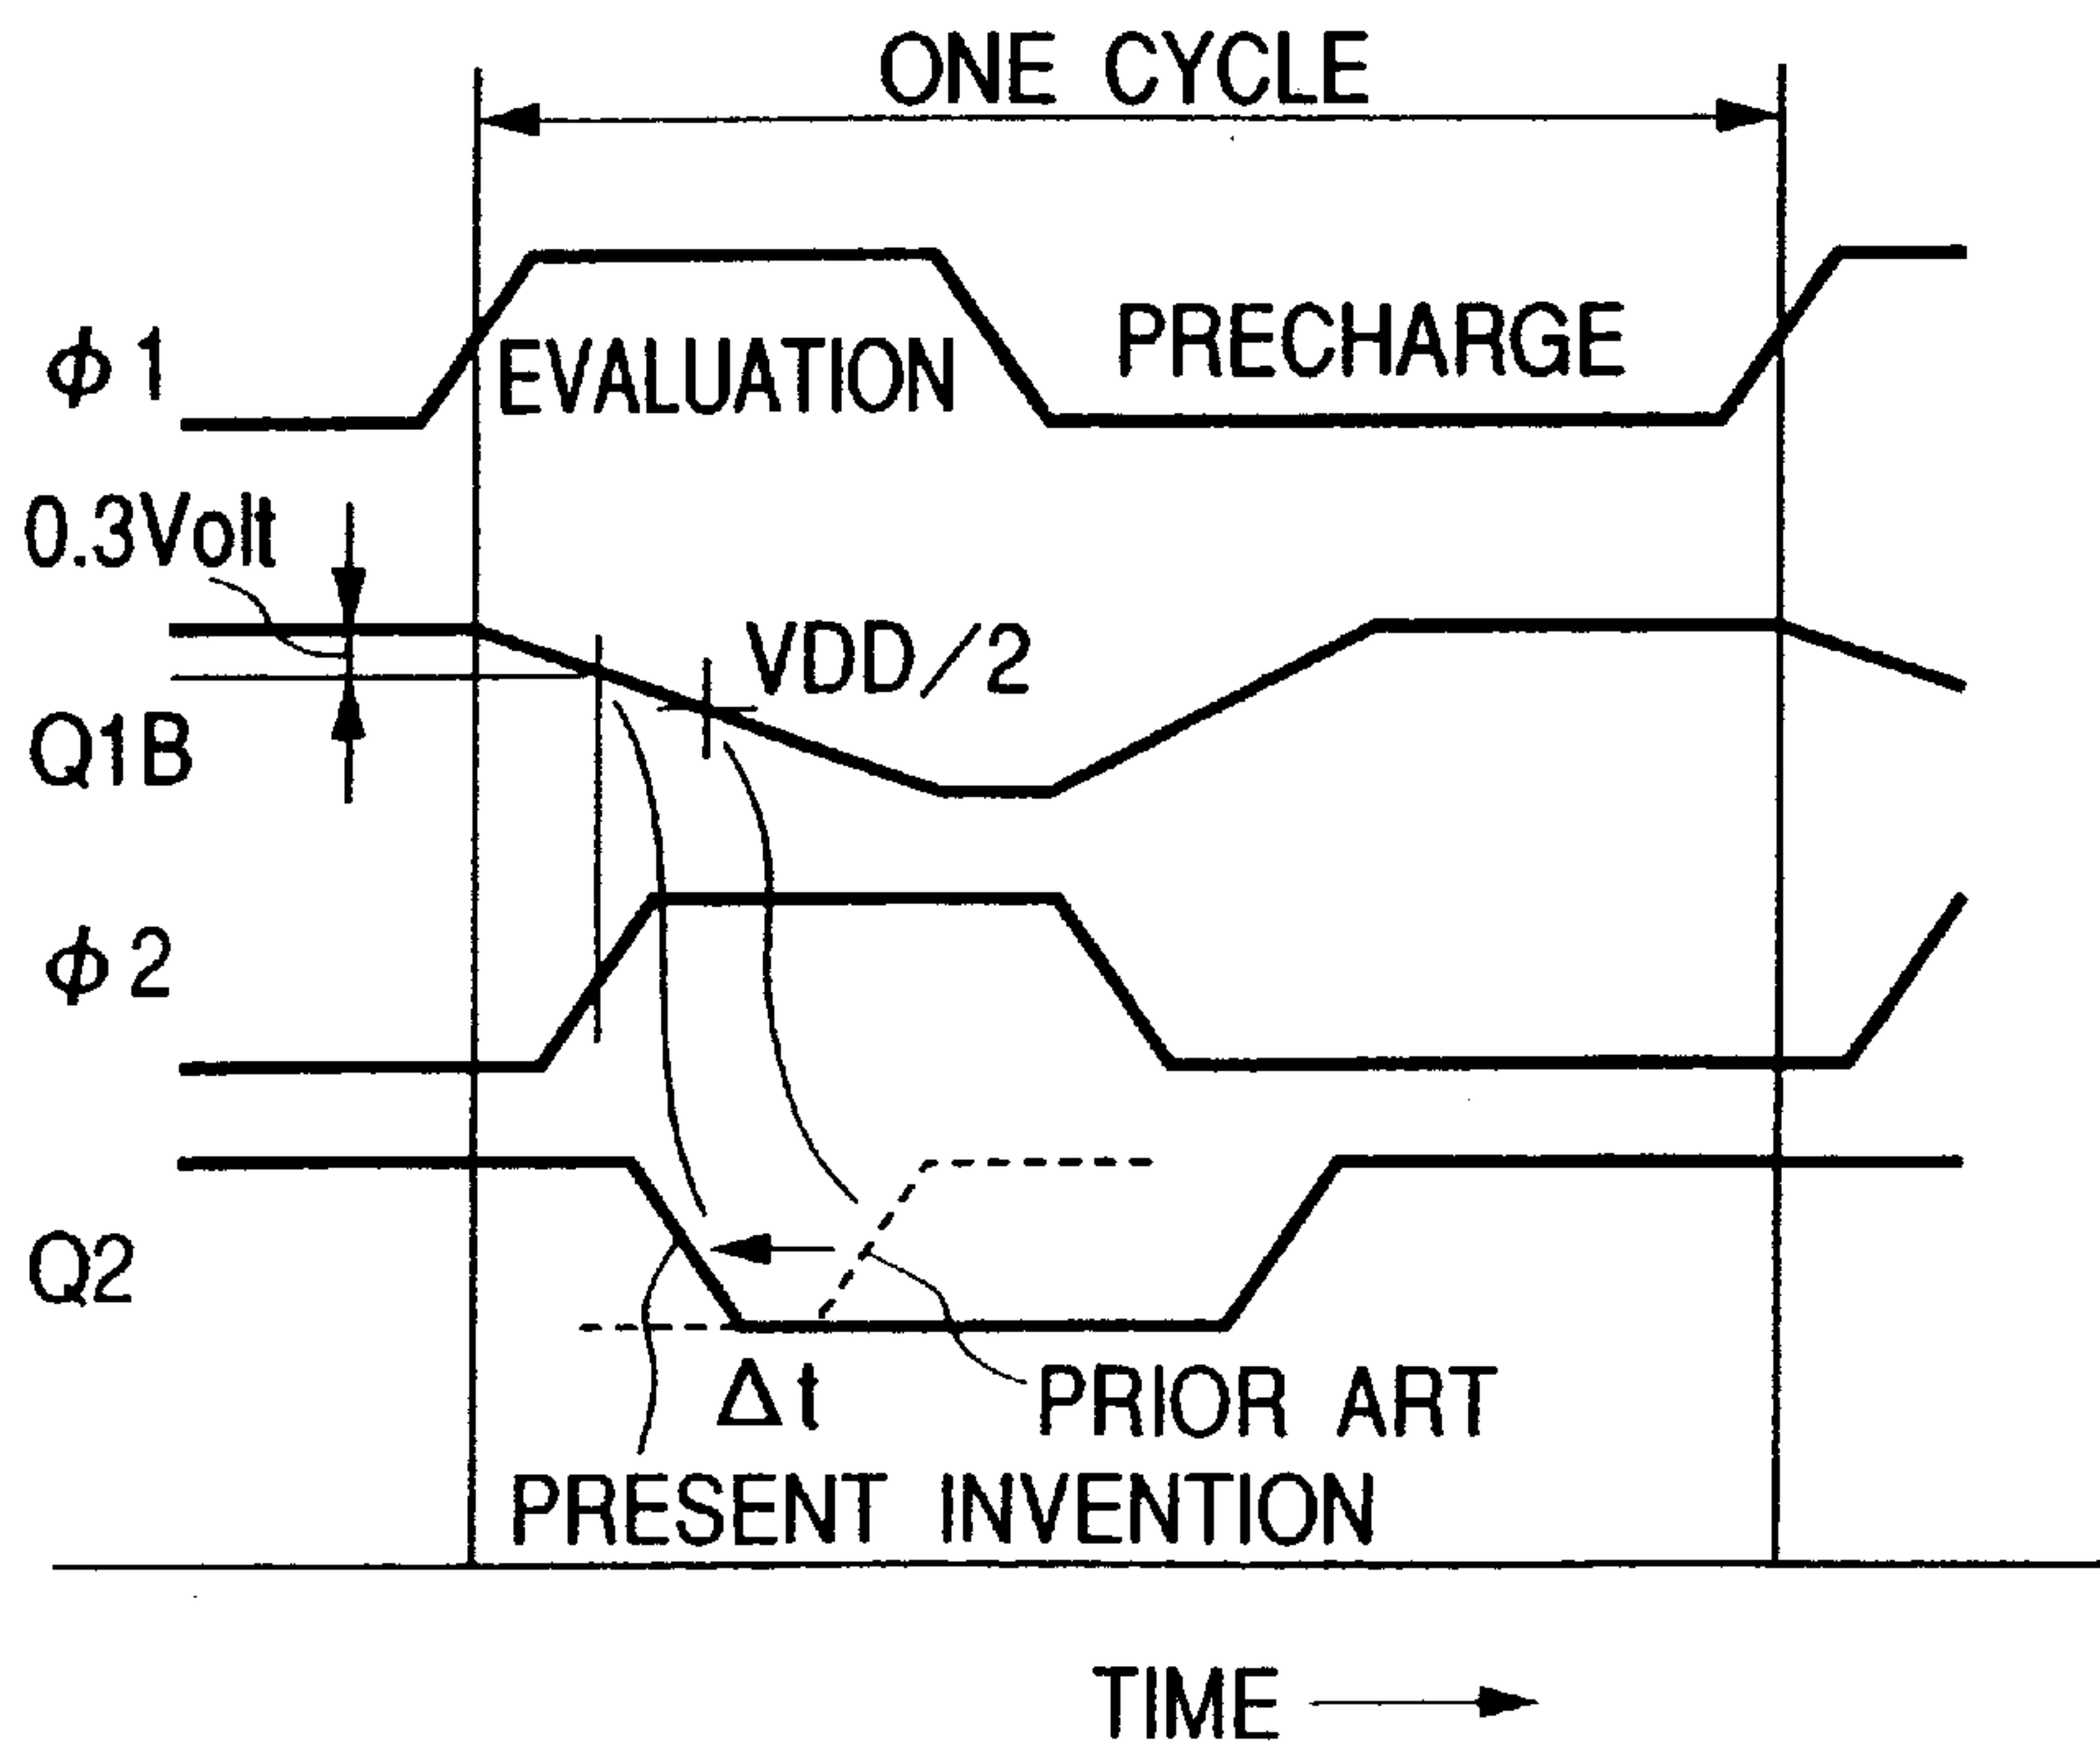 ONE CYCLE
ϕ1
EVALUATION
PRECHARGE
0.3Volt
VDD/2
Q1B
ϕ2
Q2
Δt
PRIOR ART
PRESENT INVENTION
TIME